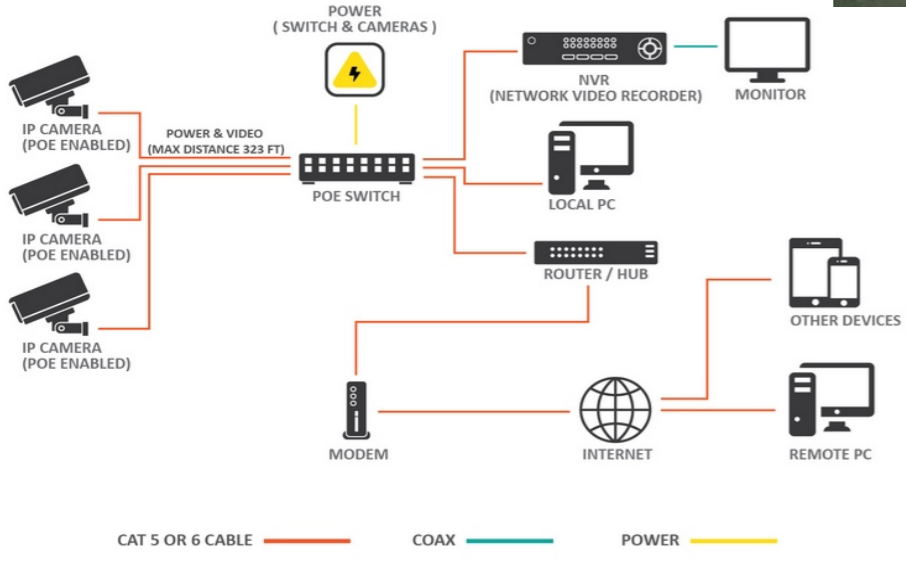 POWER
( SWITCH & CAMERAS )
NVR
(NETWORK VIDEO RECORDER)
MONITOR
IP CAMERA
(POE ENABLED)
POWER & VIDEO
(MAX DISTANCE 323 FT)
POE SWITCH
LOCAL PC
IP CAMERA
(POE ENABLED)
ROUTER / HUB
OTHER DEVICES
IP CAMERA
(POE ENABLED)
MODEM
INTERNET
REMOTE PC
CAT 5 OR 6 CABLE
COAX
POWER